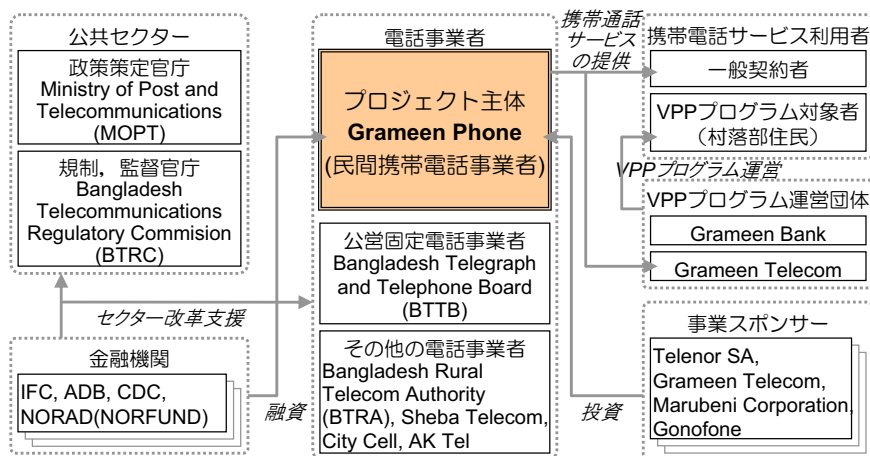 公共セクター
政策策定官庁
Ministry of Post and
Telecommunications
(MOPT)
規制，監督官庁
Bangladesh
Telecommunications
Regulatory Commision
(BTRC)
金融機関
IFC, ADB, CDC,
NORAD(NORFUND)
セクター改革支援
融資
電話事業者
プロジェクト主体
Grameen Phone
(民間携帯電話事業者)
公営固定電話事業者
Bangladesh Telegraph
and Telephone Board
(BTTB)
その他の電話事業者
Bangladesh Rural
Telecom Authority
(BTRA), Sheba Telecom,
City Cell, AK Tel
携帯通話
サービス
の提供
携帯電話サービス利用者
一般契約者
VPPプログラム対象者
（村落部住民）
VPPプログラム運営
VPPプログラム運営団体
Grameen Bank
Grameen Telecom
投資
事業スポンサー
Telenor SA,
Grameen Telecom,
Marubeni Corporation,
Gonofone